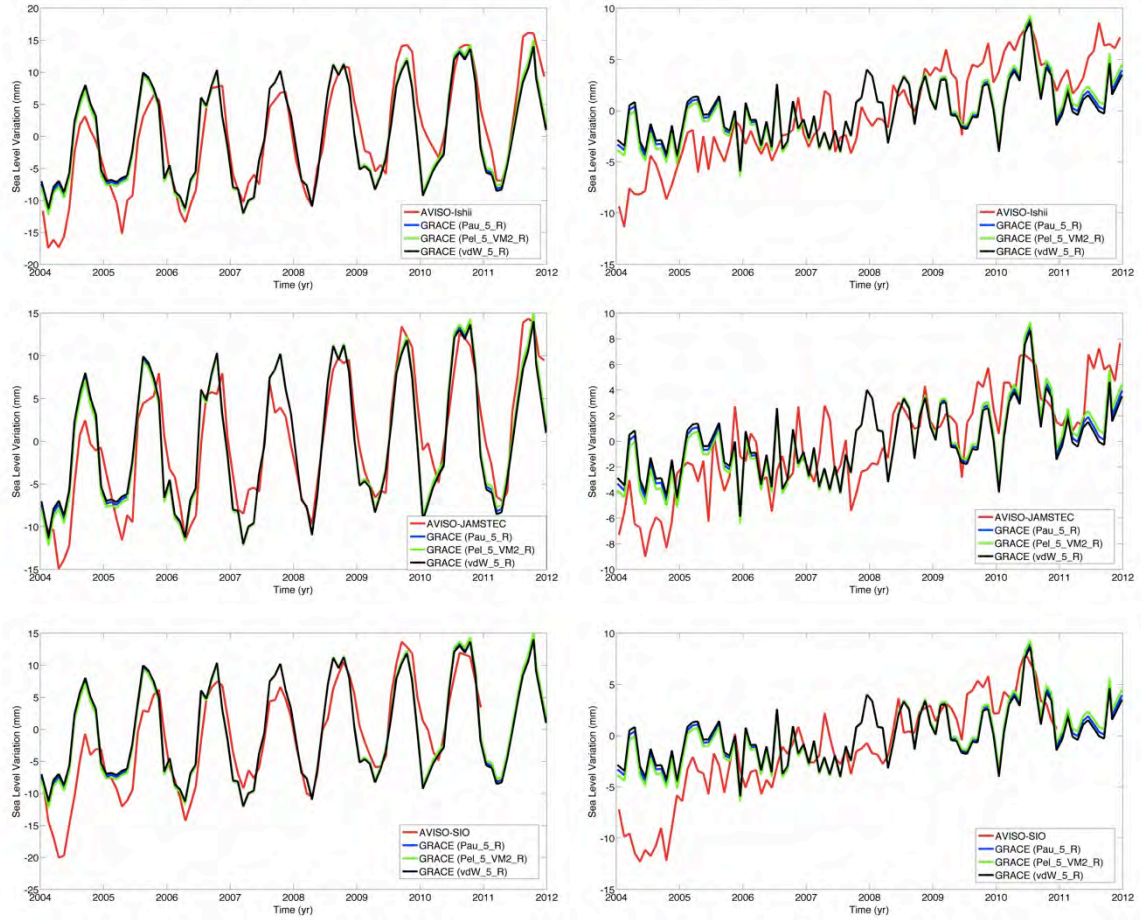 20
15
10
5
0
-5
-10
-15
-20
Sea Level Variation (mm)
2004 2005 2006 2007 2008 2009 2010 2011 2012
Time (yr)
AVISO-Ishii
GRACE (Pau_5_R)
GRACE (Pel_5_VM2_R)
GRACE (vdW_5_R)
10
5
0
-5
-10
-15
Sea Level Variation (mm)
2004 2005 2006 2007 2008 2009 2010 2011 2012
Time (yr)
AVISO-Ishii
GRACE (Pau_5_R)
GRACE (Pel_5_VM2_R)
GRACE (vdW_5_R)
15
10
5
0
-5
-10
-15
Sea Level Variation (mm)
2004 2005 2006 2007 2008 2009 2010 2011 2012
Time (yr)
AVISO-JAMSTEC
GRACE (Pau_5_R)
GRACE (Pel_5_VM2_R)
GRACE (vdW_5_R)
10
8
6
4
2
0
-2
-4
-6
-8
-10
Sea Level Variation (mm)
2004 2005 2006 2007 2008 2009 2010 2011 2012
Time (yr)
AVISO-JAMSTEC
GRACE (Pau_5_R)
GRACE (Pel_5_VM2_R)
GRACE (vdW_5_R)
15
10
5
0
-5
-10
-15
-20
-25
Sea Level Variation (mm)
2004 2005 2006 2007 2008 2009 2010 2011 2012
Time (yr)
AVISO-SIO
GRACE (Pau_5_R)
GRACE (Pel_5_VM2_R)
GRACE (vdW_5_R)
10
5
0
-5
-10
-15
Sea Level Variation (mm)
2004 2005 2006 2007 2008 2009 2010 2011 2012
Time (yr)
AVISO-SIO
GRACE (Pau_5_R)
GRACE (Pel_5_VM2_R)
GRACE (vdW_5_R)